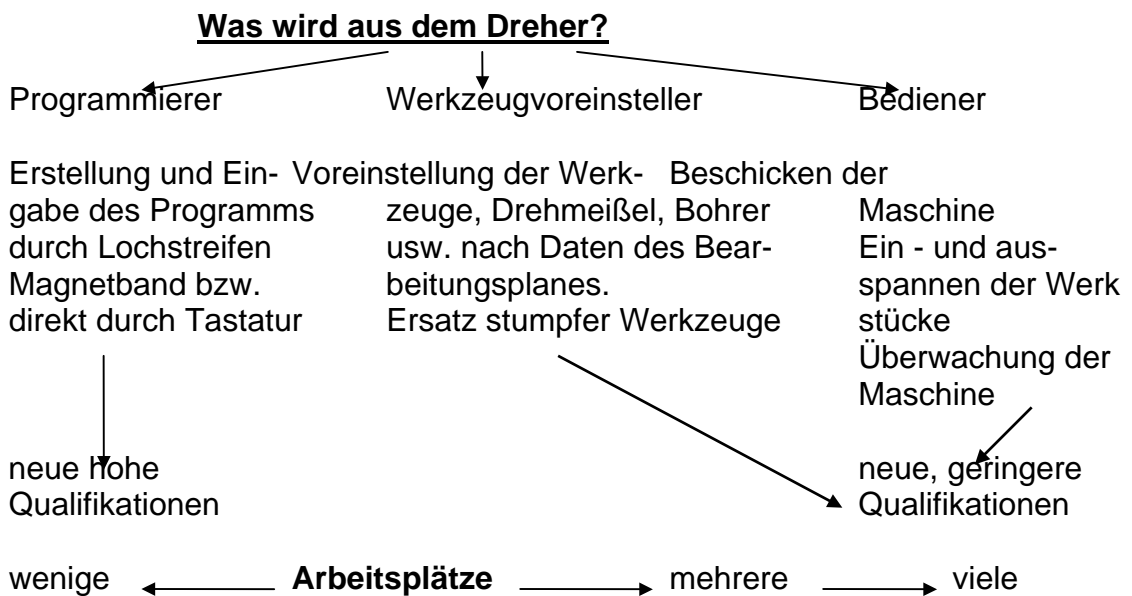 Was wird aus dem Dreher?
Programmierer Werkzeugvoreinsteller Bediener
Erstellung und Ein- Voreinstellung der Werk- Beschicken der
gabe des Programms zeuge, Drehmeißel, Bohrer Maschine
durch Lochstreifen usw. nach Daten des Bear- Ein - und aus-
Magnetband bzw. beitungsplanes. spannen der Werk
direkt durch Tastatur Ersatz stumpfer Werkzeuge stücke
Überwachung der
Maschine
neue hohe neue, geringere
Qualifikationen Qualifikationen
wenige Arbeitsplätze mehrere viele